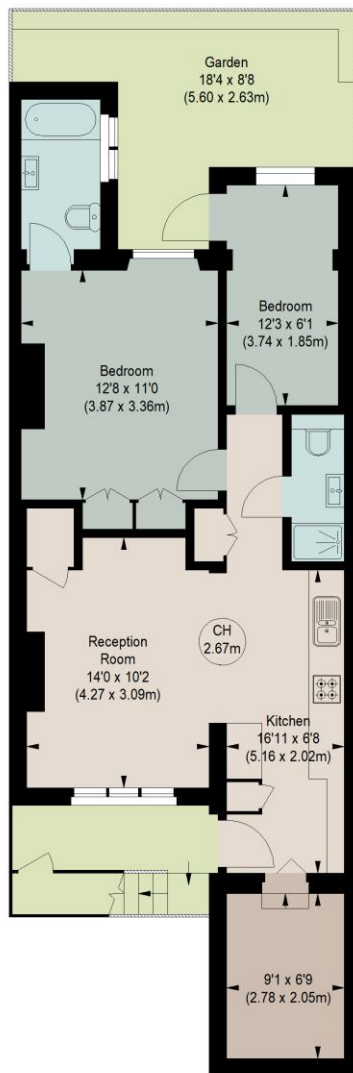 Garden
18'4 x 8'8
(5.60 x 2.63m)
Bedroom
12'3 x 6'1
(3.74 x 1.85m)
Bedroom
12'8 x 11'0
(3.87 x 3.36m)
CH
2.67m
Reception
Room
14'0 x 10'2
(4.27 x 3.09m)
Kitchen
16'11 x 6'8
(5.16 x 2.02m)
9'1 x 6'9
(2.78 x 2.05m)